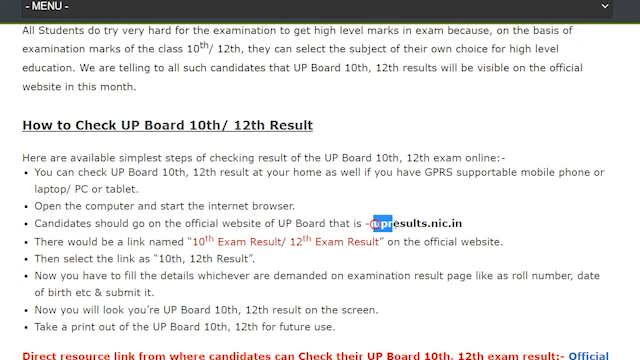 - MENU -
All Students do try very hard for the examination to get high level marks in exam because, on the basis of
examination marks of the class 10th/ 12th, they can select the subject of their own choice for high level
education. We are telling to all such candidates that UP Board 10th, 12th results will be visible on the official
website in this month.
How to Check UP Board 10th/ 12th Result
Here are available simplest steps of checking result of the UP Board 10th, 12th exam online:-
• You can check UP Board 10th, 12th result at your home as well if you have GPRS supportable mobile phone or
laptop/ PC or tablet.
• Open the computer and start the internet browser.
• Candidates should go on the official website of UP Board that is - upresults.nic.in
• There would be a link named “10th Exam Result/ 12th Exam Result” on the official website.
• Then select the link as “10th, 12th Result”.
• Now you have to fill the details whichever are demanded on examination result page like as roll number, date
of birth etc & submit it.
• Now you will look you’re UP Board 10th, 12th result on the screen.
• Take a print out of the UP Board 10th, 12th for future use.
Direct resource link from where candidates can Check their UP Board 10th, 12th exam result:- Official